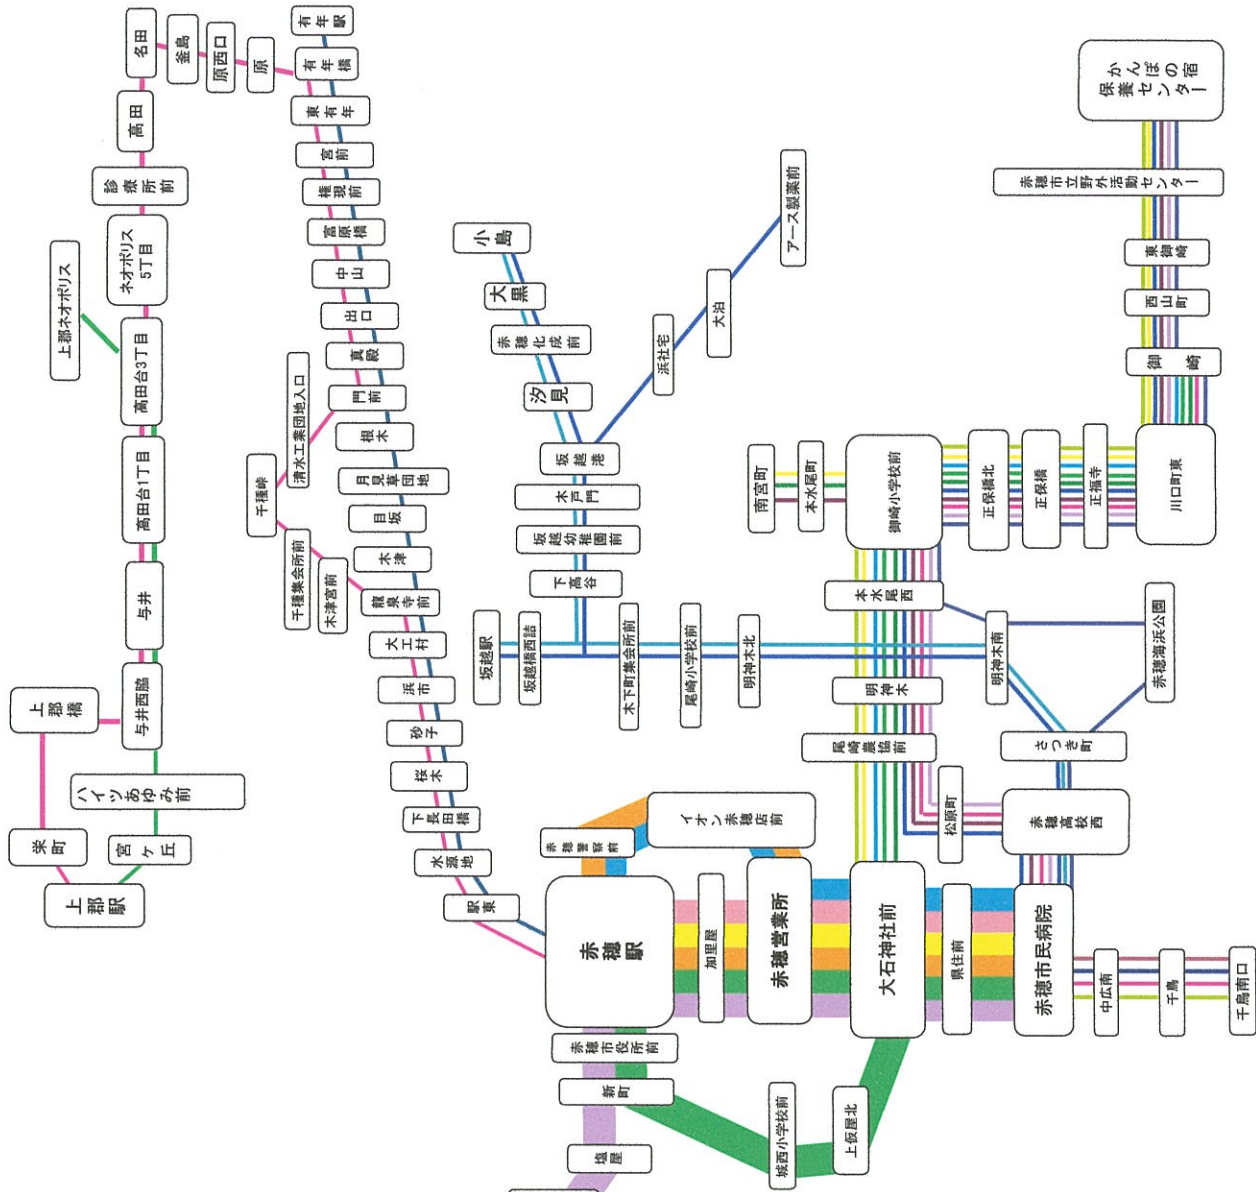 有年駅
有年橋
東有年
宮前
権現前
富原橋
中山
出口
真殿
門前
根木
月見草団地
目坂
木津
龍泉寺前
大工村
浜市
砂子
桜木
下長田橋
水源地
駅東
原
原西口
釜島
名田
高田
診療所前
ネオポリス
5丁目
上郡ネオポリス
高田台3丁目
高田台1丁目
与井
与井西脇
上郡橋
栄町
上郡駅
宮ヶ丘
ハイツあゆみ前
清水工業団地入口
千種峠
千種集会所前
木津宮前
小島
大黒
赤穂化成前
汐見
坂越港
木戸門
坂越幼稚園前
下高谷
アース製薬前
大泊
浜社宅
坂越駅
坂越橋西詰
木下町集会所前
尾崎小学校前
明神木北
明神木南
赤穂海浜公園
さつき町
赤穂高校西
かんぽの宿
保養センター
赤穂市立野外活動センター
東御崎
西山町
御崎
川口町東
正福寺
正保橋
正保橋北
御崎小学校前
本水尾町
南宮町
本水尾西
明神木
尾崎農協前
松原町
イオン赤穂店前
赤穂警察前
赤穂駅
加里屋
赤穂営業所
大石神社前
県住前
赤穂市民病院
中広南
千鳥
千鳥南口
赤穂市役所前
新町
塩屋
城西小学校前
上仮屋北